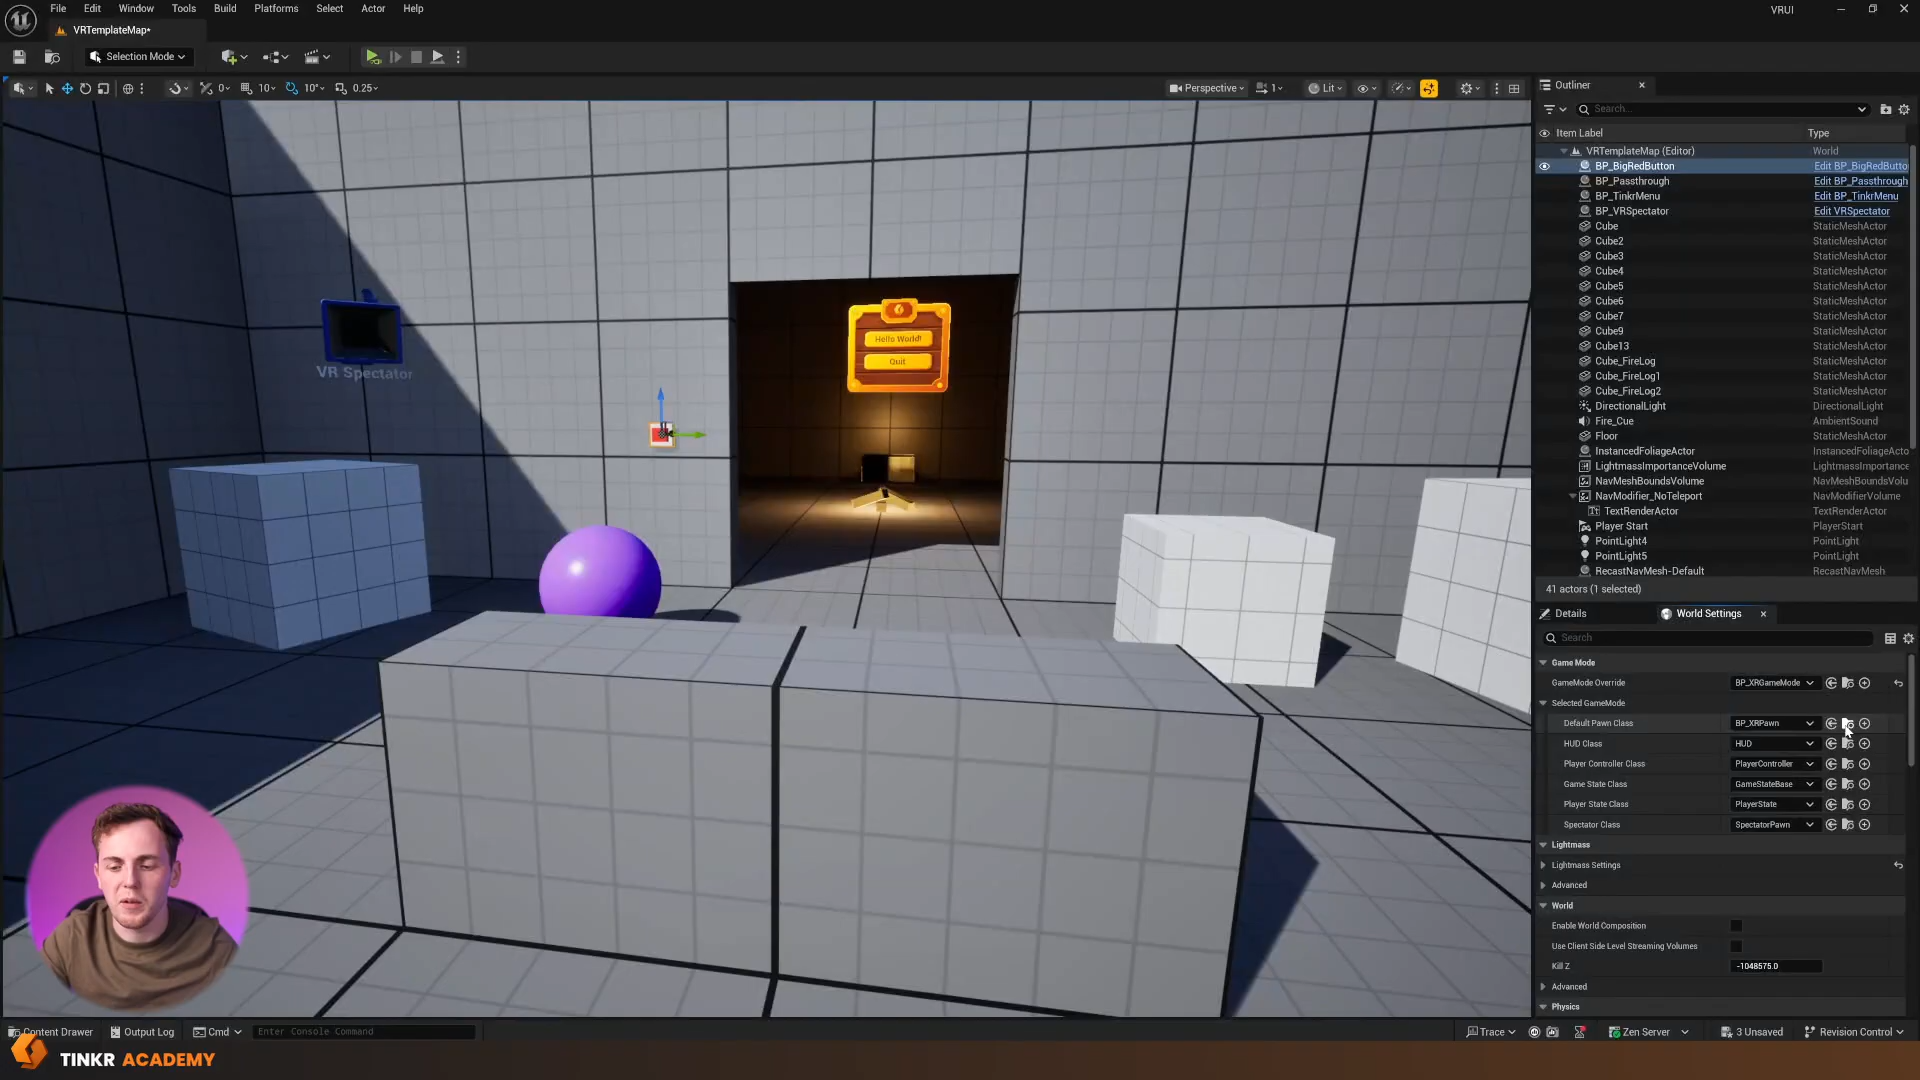 File Edit Window Tools Build Platforms Select Actor Help
VRUI
VRTemplateMap*
Selection Mode
0 10 10° 0.25
Perspective 1 Lit
Outliner
Search...
Item Label Type
VRTemplateMap (Editor) World
BP_BigRedButton Edit BP_BigRedButto
BP_Passthrough Edit BP_Passthrough
BP_TinkrMenu Edit BP_TinkrMenu
BP_VRSpectator Edit VRSpectator
Cube StaticMeshActor
Cube2 StaticMeshActor
Cube3 StaticMeshActor
Cube4 StaticMeshActor
Cube5 StaticMeshActor
Cube6 StaticMeshActor
Cube7 StaticMeshActor
Cube9 StaticMeshActor
Cube13 StaticMeshActor
Cube_FireLog StaticMeshActor
Cube_FireLog1 StaticMeshActor
Cube_FireLog2 StaticMeshActor
DirectionalLight DirectionalLight
Fire_Cue AmbientSound
Floor StaticMeshActor
InstancedFoliageActor InstancedFoliageActo
LightmassImportanceVolume LightmassImportance
NavMeshBoundsVolume NavMeshBoundsVolu
NavModifier_NoTeleport NavModifierVolume
TextRenderActor TextRenderActor
Player Start PlayerStart
PointLight4 PointLight
PointLight5 PointLight
RecastNavMesh-Default RecastNavMesh
41 actors (1 selected)
Hello World!
Quit
VR Spectator
Details World Settings
Search
Game Mode
GameMode Override BP_XRGameMode
Selected GameMode
Default Pawn Class BP_XRPawn
HUD Class HUD
Player Controller Class PlayerController
Game State Class GameStateBase
Player State Class PlayerState
Spectator Class SpectatorPawn
Lightmass
Lightmass Settings
Advanced
World
Enable World Composition
Use Client Side Level Streaming Volumes
Kill Z -1048575.0
Advanced
Physics
Content Drawer Output Log Cmd Enter Console Command
Trace Zen Server 3 Unsaved Revision Control
TINKR ACADEMY